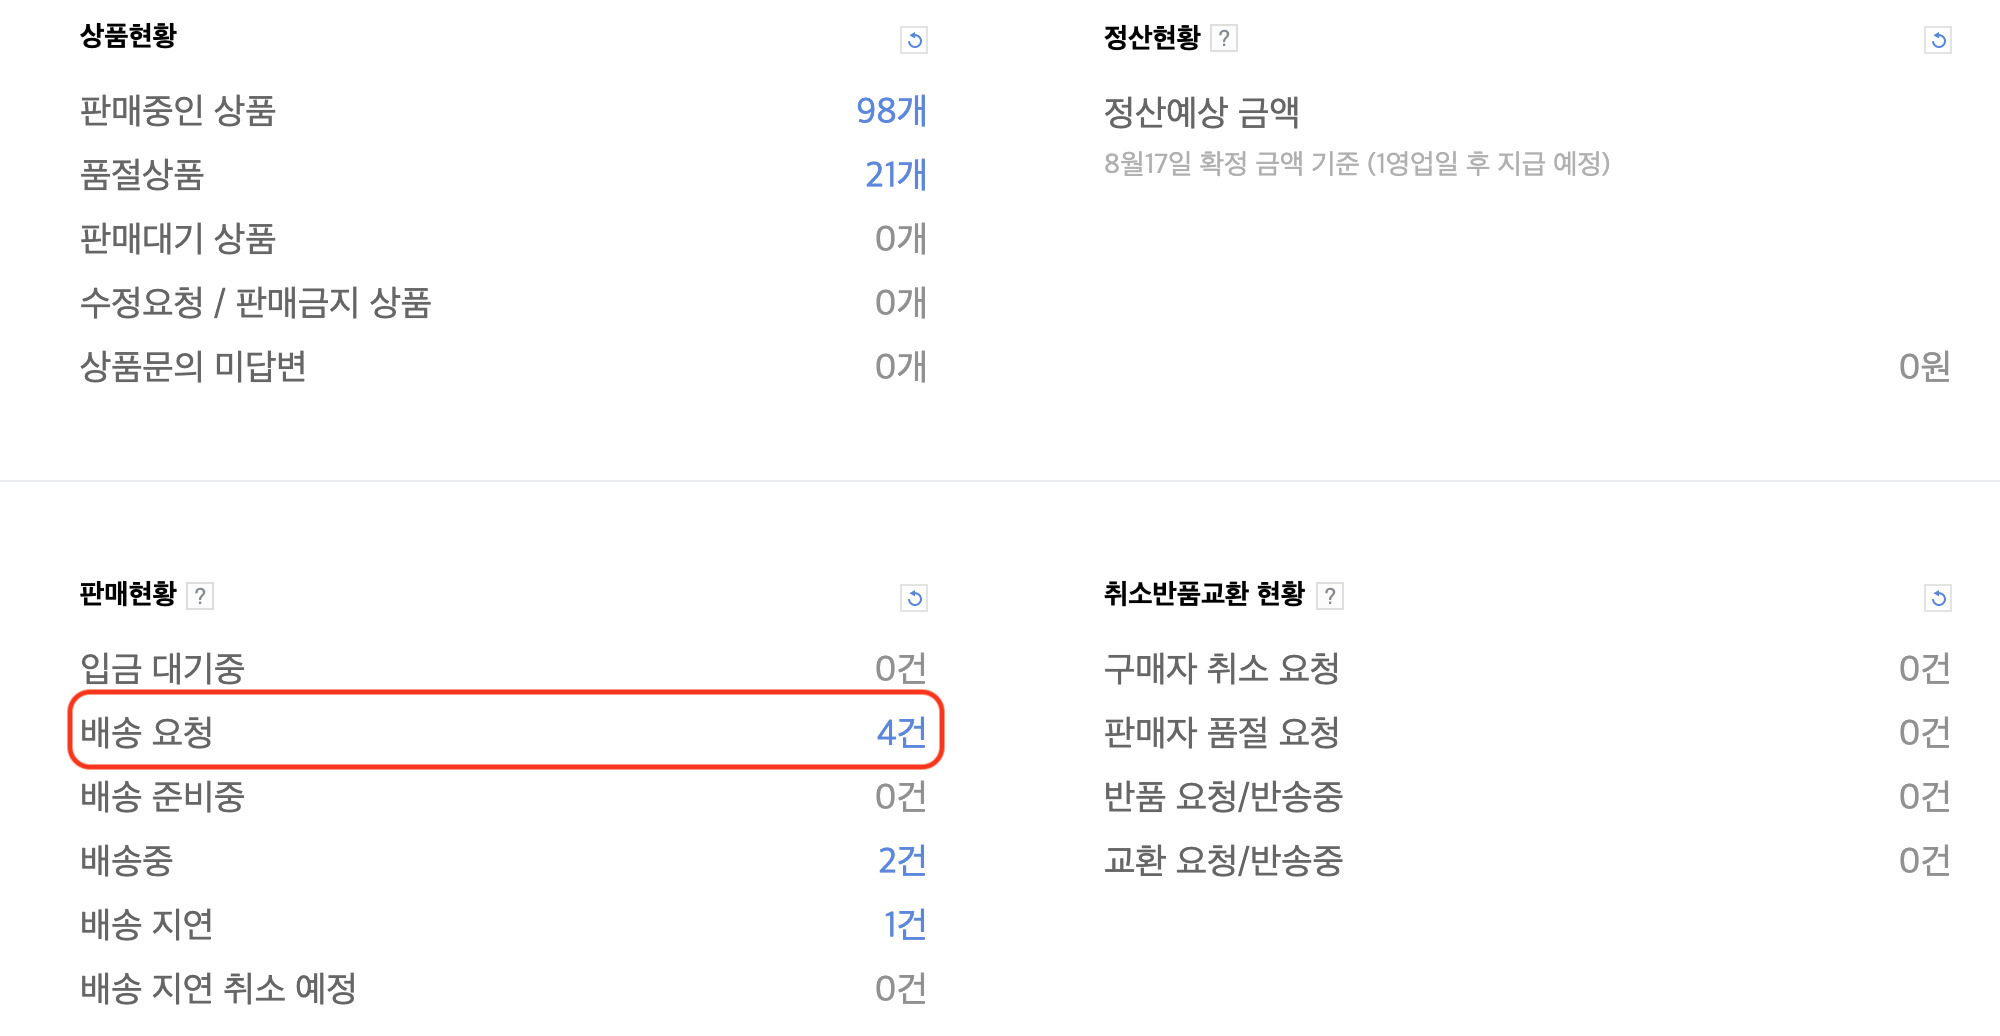 상품현황
판매중인 상품 98개
품절상품 21개
판매대기 상품 0개
수정요청 / 판매금지 상품 0개
상품문의 미답변 0개
정산현황 ?
정산예상 금액
8월17일 확정 금액 기준 (1영업일 후 지급 예정)
0원
판매현황 ?
입금 대기중 0건
배송 요청 4건
배송 준비중 0건
배송중 2건
배송 지연 1건
배송 지연 취소 예정 0건
취소반품교환 현황 ?
구매자 취소 요청 0건
판매자 품절 요청 0건
반품 요청/반송중 0건
교환 요청/반송중 0건